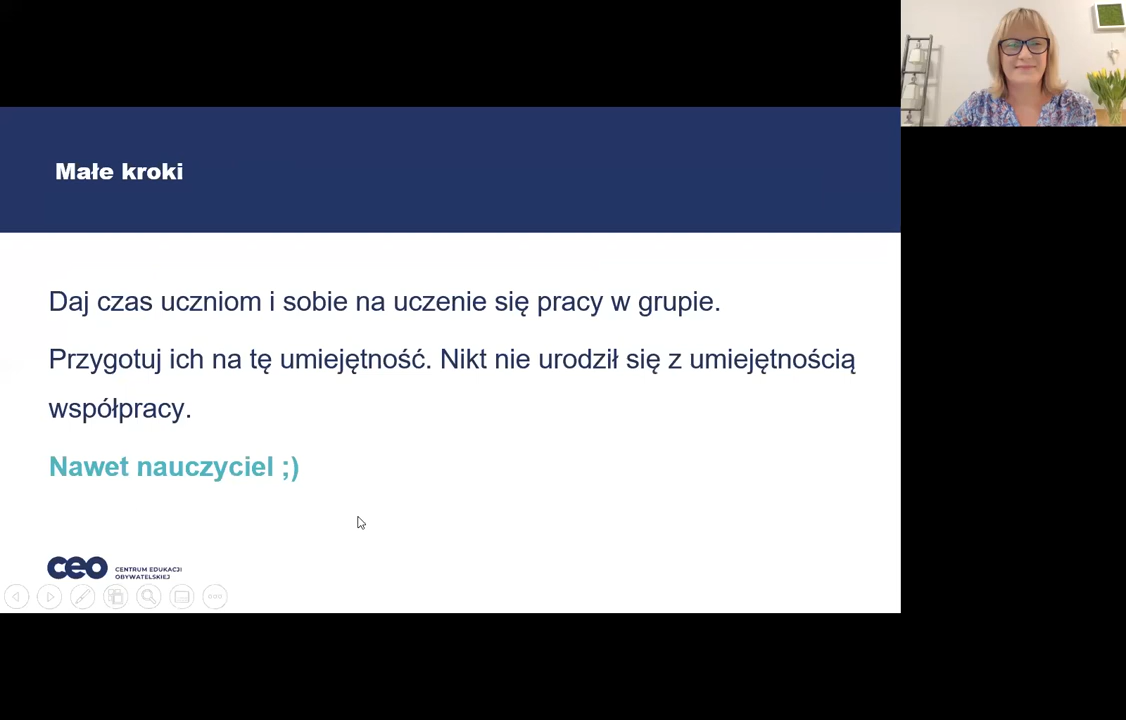 Małe kroki
Daj czas uczniom i sobie na uczenie się pracy w grupie.
Przygotuj ich na tę umiejętność. Nikt nie urodził się z umiejętnością
współpracy.
Nawet nauczyciel ;)
ceo CENTRUM EDUKACJI
OBYWATELSKIEJ